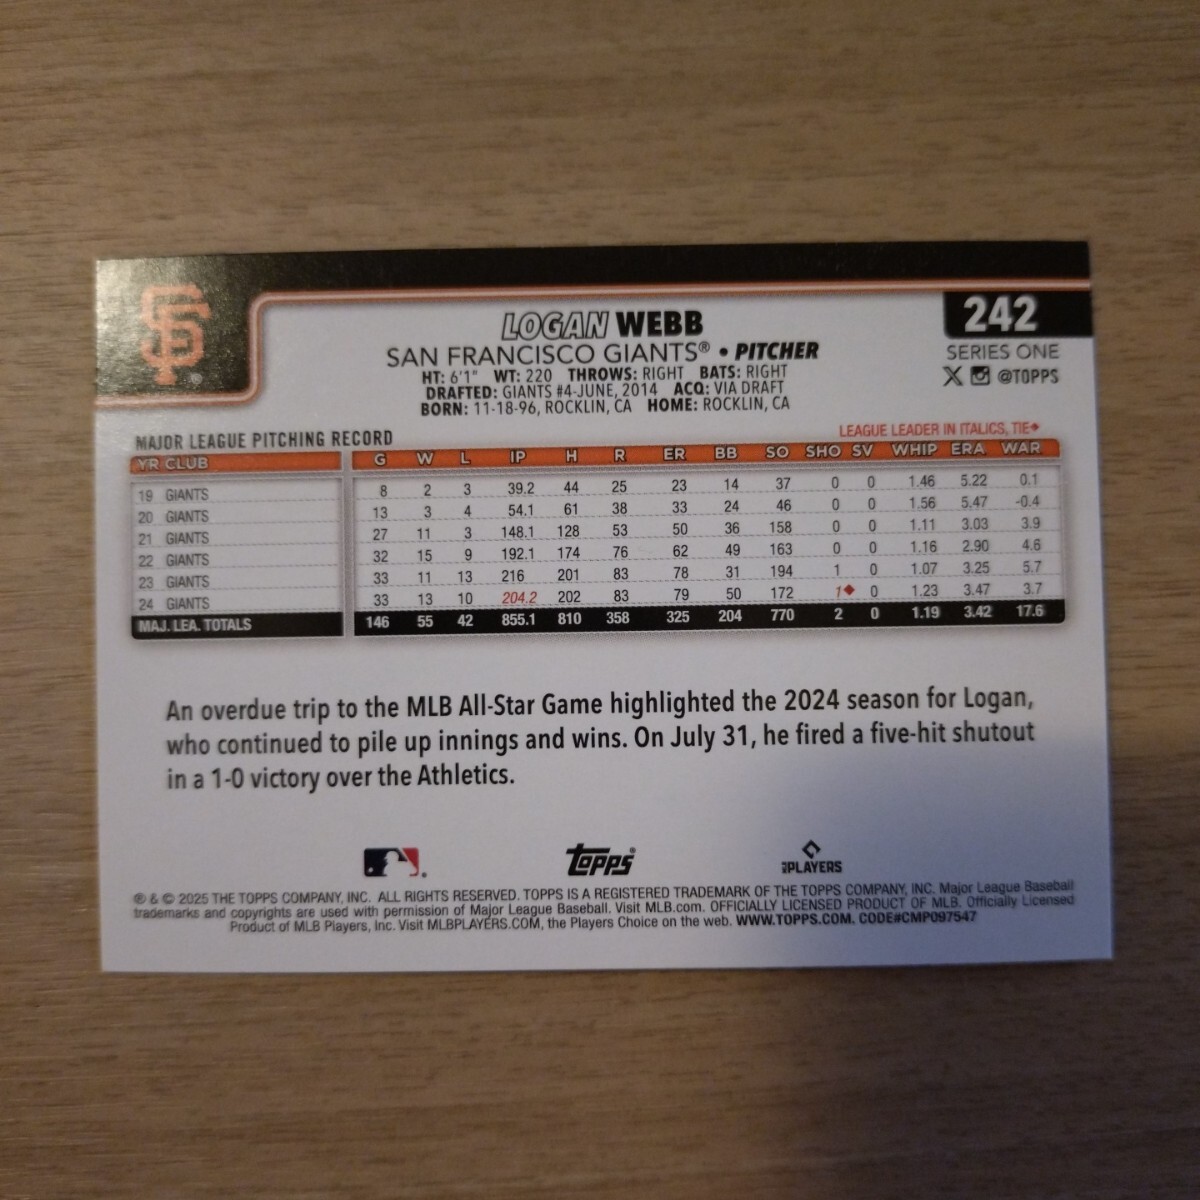 SF
242
LOGAN WEBB
SERIES ONE
SAN FRANCISCO GIANTS® • PITCHER
@TOPPS
HT: 6'1" WT: 220 THROWS: RIGHT BATS: RIGHT
DRAFTED: GIANTS #4-JUNE, 2014 ACQ: VIA DRAFT
BORN: 11-18-96, ROCKLIN, CA HOME: ROCKLIN, CA
LEAGUE LEADER IN ITALICS, TIE♦
MAJOR LEAGUE PITCHING RECORD
YR CLUB G W L IP H R ER BB SO SHO SV WHIP ERA WAR
19 GIANTS 8 2 3 39.2 44 25 23 14 37 0 0 1.46 5.22 0.1
20 GIANTS 13 3 4 54.1 61 38 33 24 46 0 0 1.56 5.47 -0.4
21 GIANTS 27 11 3 148.1 128 53 50 36 158 0 0 1.11 3.03 3.9
22 GIANTS 32 15 9 192.1 174 76 62 49 163 0 0 1.16 2.90 4.6
23 GIANTS 33 11 13 216 201 83 78 31 194 1 0 1.07 3.25 5.7
24 GIANTS 33 13 10 204.2 202 83 79 50 172 1♦ 0 1.23 3.47 3.7
MAJ. LEA. TOTALS 146 55 42 855.1 810 358 325 204 770 2 0 1.19 3.42 17.6
An overdue trip to the MLB All-Star Game highlighted the 2024 season for Logan,
who continued to pile up innings and wins. On July 31, he fired a five-hit shutout
in a 1-0 victory over the Athletics.
Topps®
MLB PLAYERS
® & © 2025 THE TOPPS COMPANY, INC. ALL RIGHTS RESERVED. TOPPS IS A REGISTERED TRADEMARK OF THE TOPPS COMPANY, INC. Major League Baseball
trademarks and copyrights are used with permission of Major League Baseball. Visit MLB.com. OFFICIALLY LICENSED PRODUCT OF MLB. Officially Licensed
Product of MLB Players, Inc. Visit MLBPLAYERS.COM, the Players Choice on the web. WWW.TOPPS.COM. CODE#CMP097547